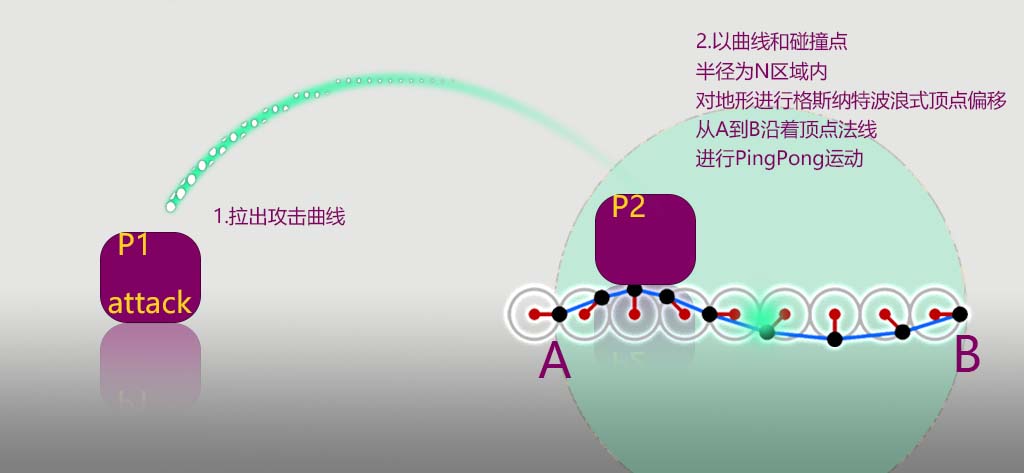 2.以曲线和碰撞点
半径为N区域内
对地形进行格斯纳特波浪式顶点偏移
从A到B沿着顶点法线
进行PingPong运动
1.拉出攻击曲线
P1
attack
P2
A
B